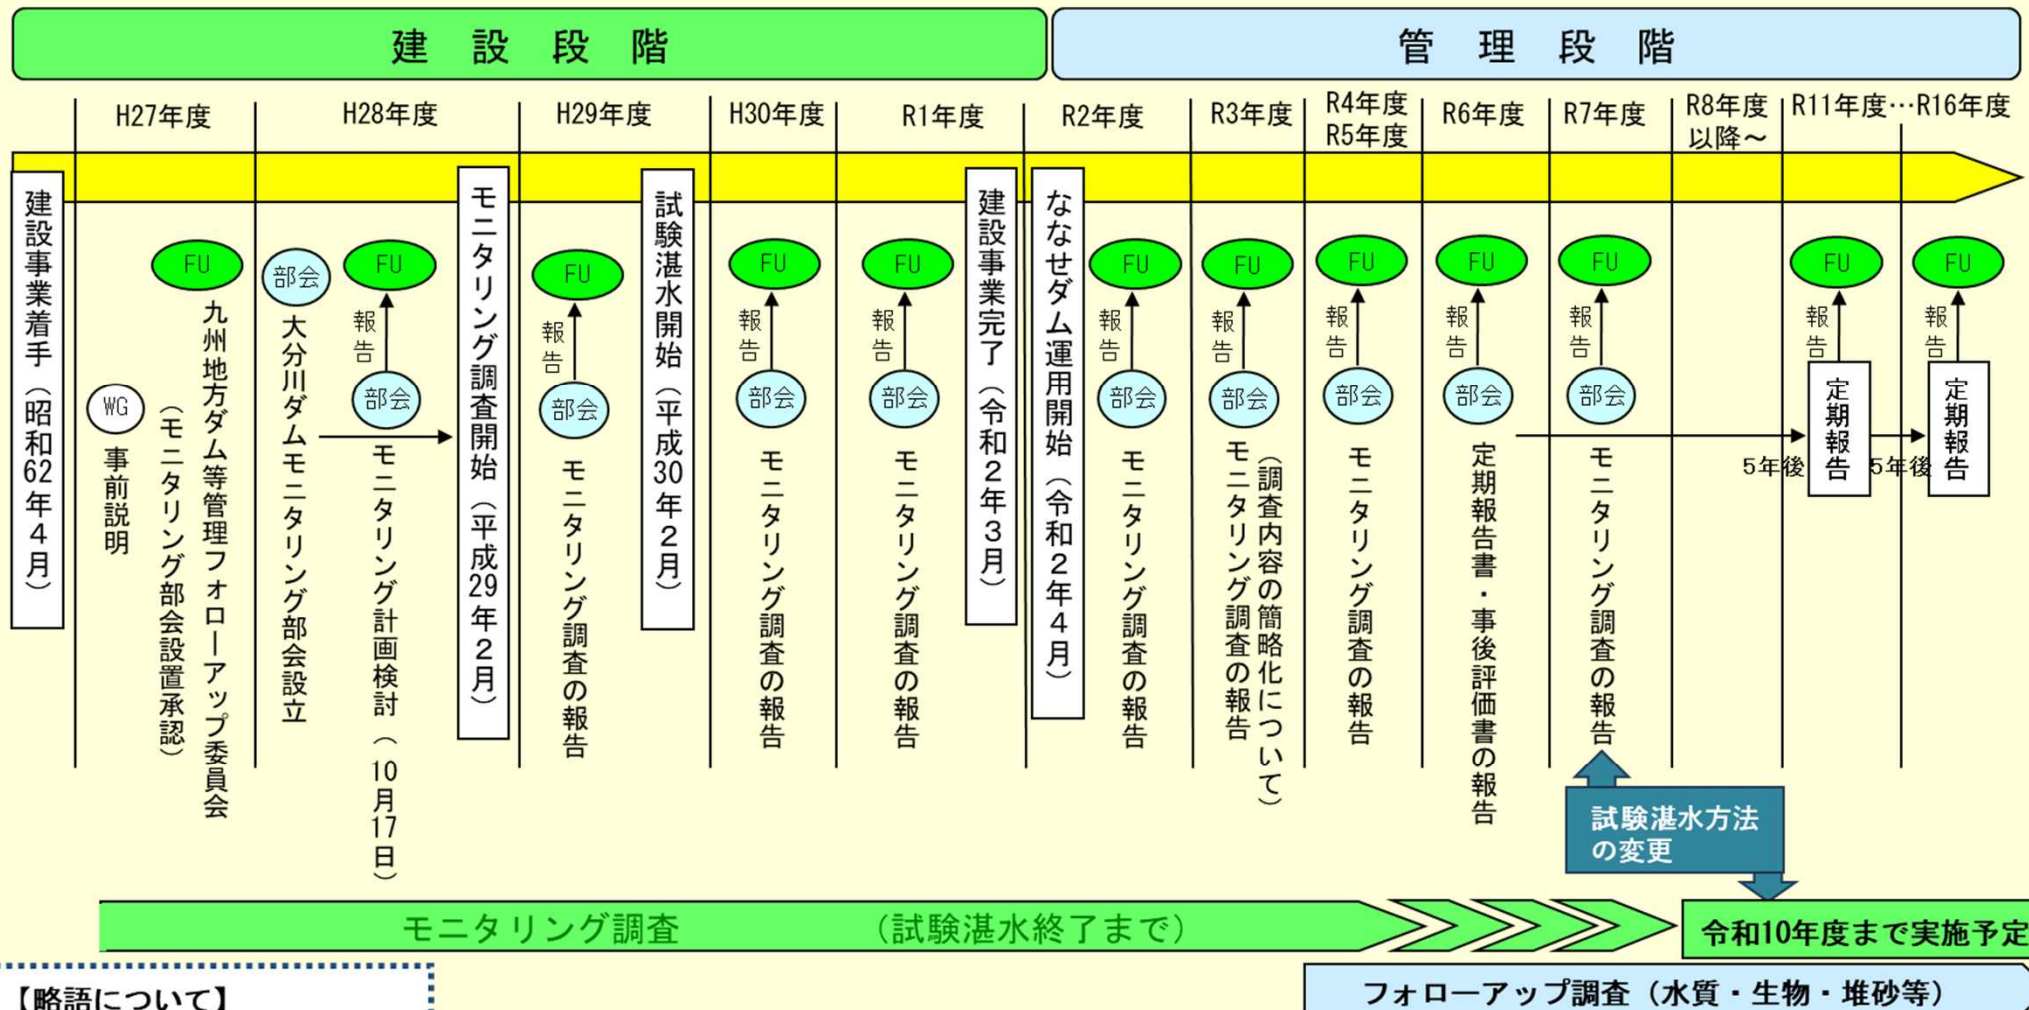 建設段階
管理段階
H27年度
H28年度
H29年度
H30年度
R1年度
R2年度
R3年度
R4年度
R5年度
R6年度
R7年度
R8年度
以降～
R11年度…R16年度
建設事業着手（昭和62年４月）
WG
事前説明
FU
九州地方ダム等管理フォローアップ委員会
（モニタリング部会設置承認）
部会
大分川ダムモニタリング部会設立
FU
報告
部会
モニタリング計画検討（10月17日）
モニタリング調査開始（平成29年２月）
FU
報告
部会
モニタリング調査の報告
試験湛水開始（平成30年２月）
FU
報告
部会
モニタリング調査の報告
FU
報告
部会
モニタリング調査の報告
建設事業完了（令和２年３月）
ななせダム運用開始（令和２年４月）
FU
報告
部会
モニタリング調査の報告
FU
報告
部会
モニタリング調査の報告
（調査内容の簡略化について）
FU
報告
部会
モニタリング調査の報告
FU
報告
部会
定期報告書・事後評価書の報告
FU
報告
部会
モニタリング調査の報告
5年後
FU
報告
定期報告
5年後
FU
報告
定期報告
試験湛水方法
の変更
モニタリング調査　（試験湛水終了まで）
令和10年度まで実施予定
フォローアップ調査（水質・生物・堆砂等）
【略語について】